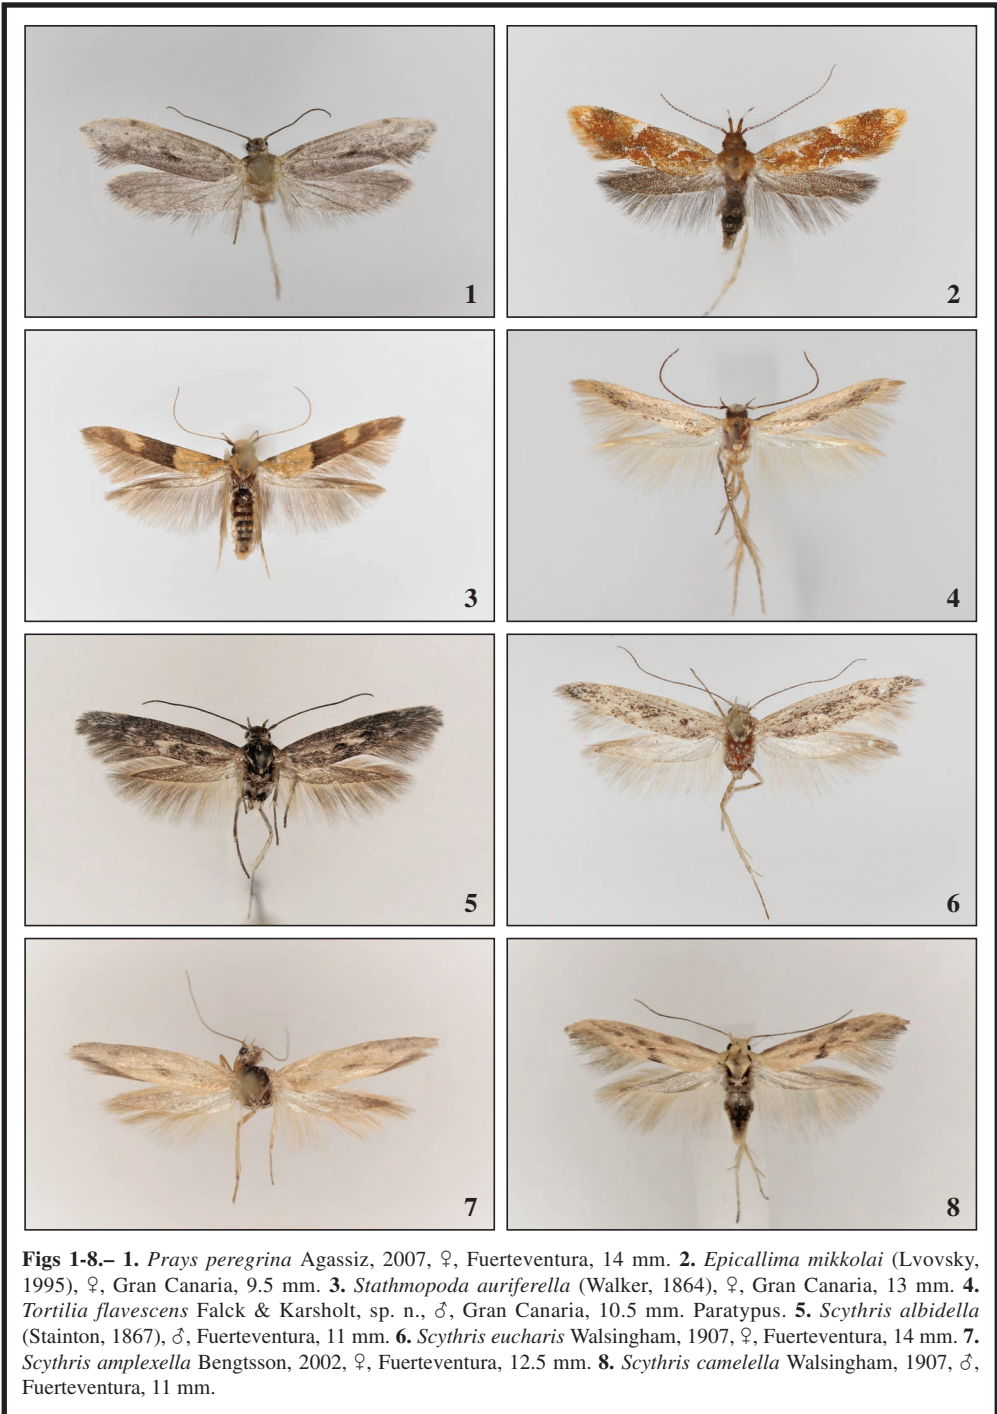 1
2
3
4
5
6
7
8
Figs 1-8.– 1. Prays peregrina Agassiz, 2007, ♀, Fuerteventura, 14 mm. 2. Epicallima mikkolai (Lvovsky,
1995), ♀, Gran Canaria, 9.5 mm. 3. Stathmopoda auriferella (Walker, 1864), ♀, Gran Canaria, 13 mm. 4.
Tortilia flavescens Falck & Karsholt, sp. n., ♂, Gran Canaria, 10.5 mm. Paratypus. 5. Scythris albidella
(Stainton, 1867), ♂, Fuerteventura, 11 mm. 6. Scythris eucharis Walsingham, 1907, ♀, Fuerteventura, 14 mm. 7.
Scythris amplexella Bengtsson, 2002, ♀, Fuerteventura, 12.5 mm. 8. Scythris camelella Walsingham, 1907, ♂,
Fuerteventura, 11 mm.